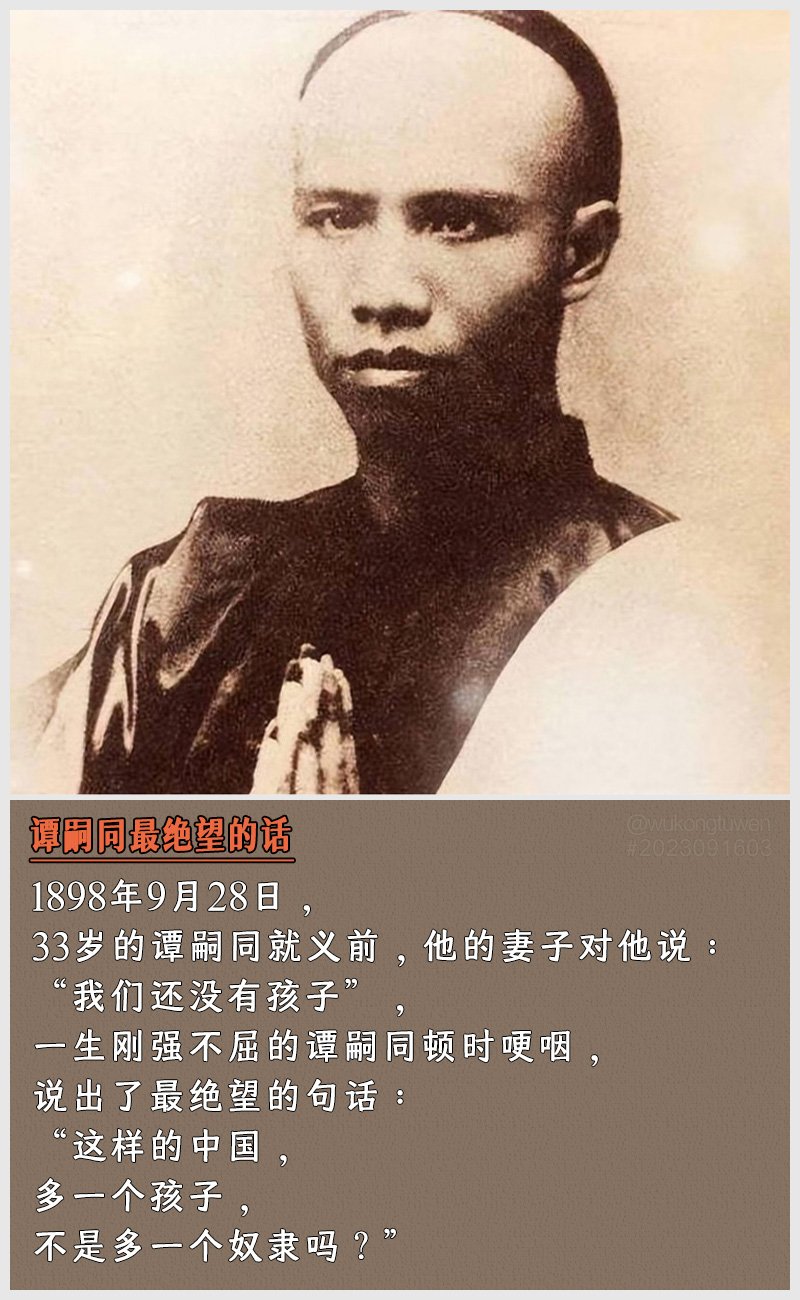 谭嗣同最绝望的话
@wukongtuwen
#2023091603
1898年9月28日，
33岁的谭嗣同就义前，他的妻子对他说：
“我们还没有孩子”，
一生刚强不屈的谭嗣同顿时哽咽，
说出了最绝望的句话：
“这样的中国，
多一个孩子，
不是多一个奴隶吗？”